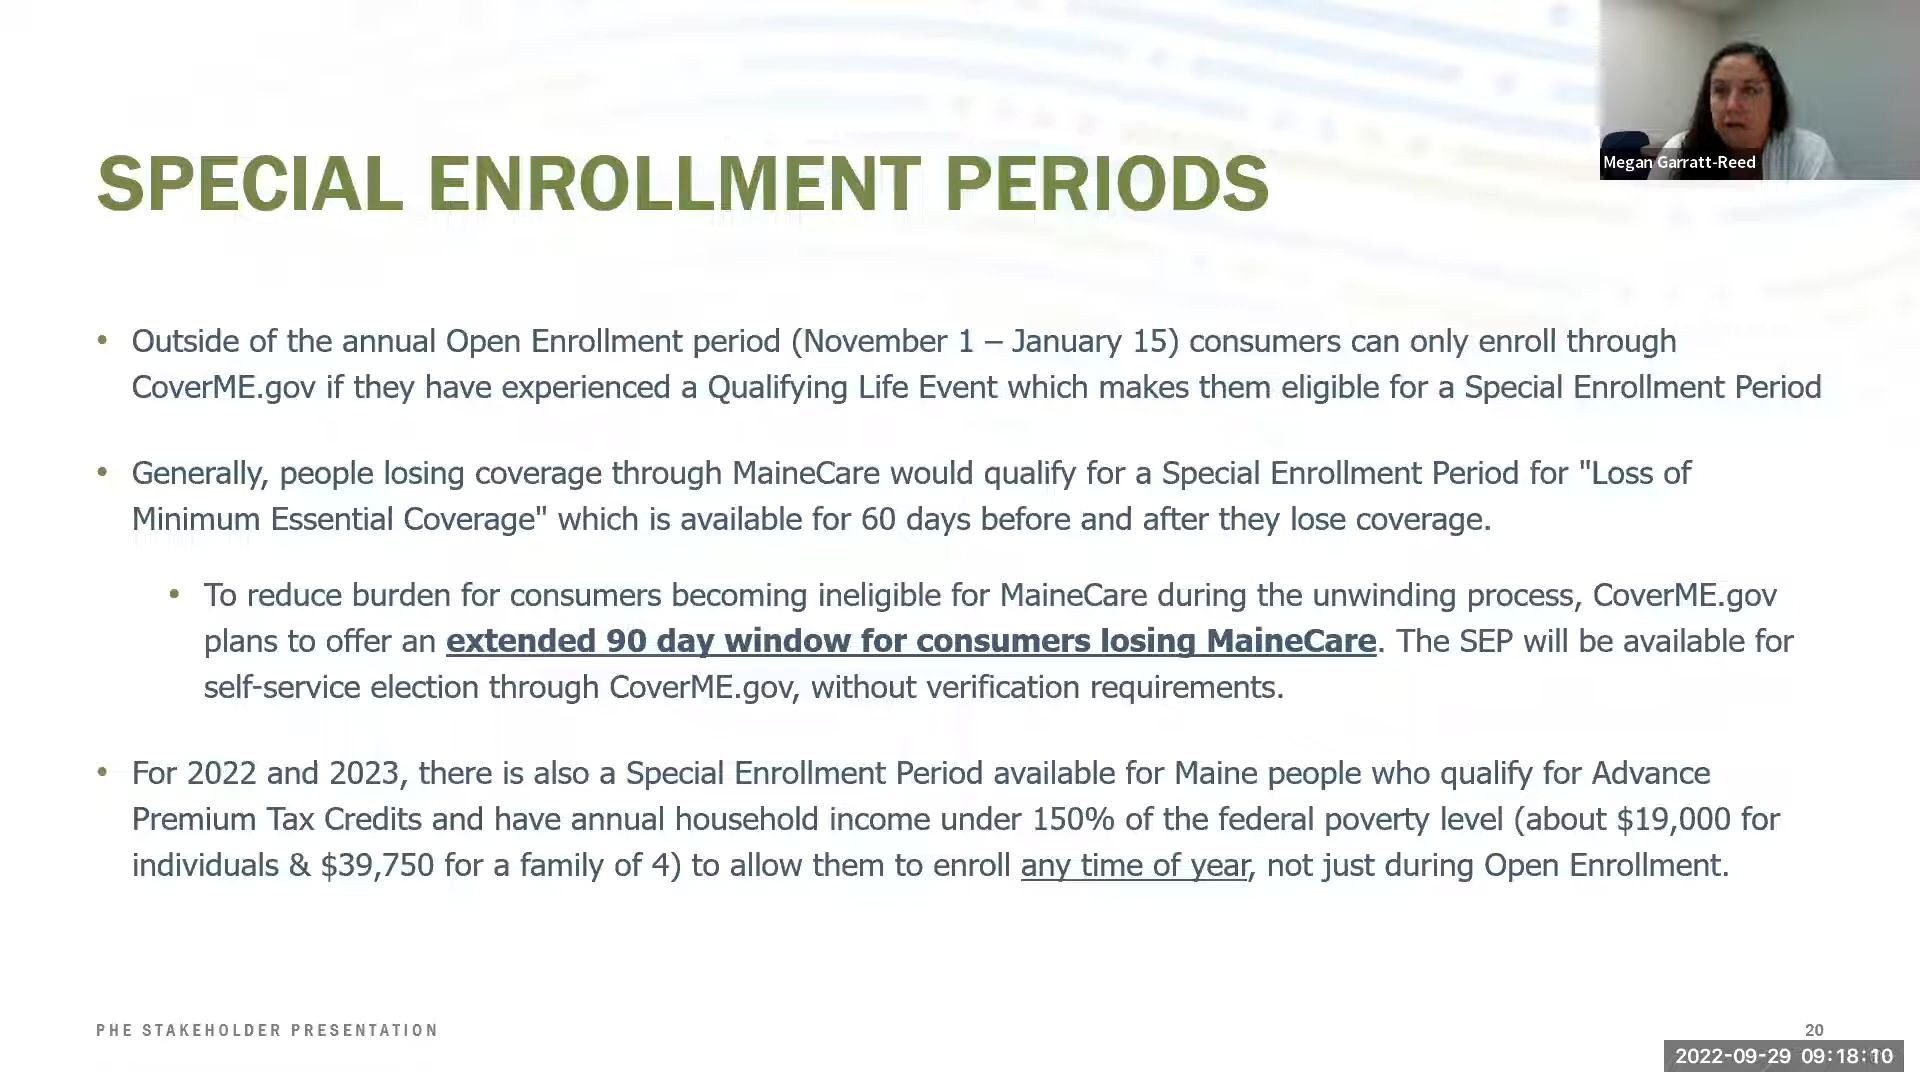 Megan Garratt-Reed
SPECIAL ENROLLMENT PERIODS
• Outside of the annual Open Enrollment period (November 1 – January 15) consumers can only enroll through
CoverME.gov if they have experienced a Qualifying Life Event which makes them eligible for a Special Enrollment Period
• Generally, people losing coverage through MaineCare would qualify for a Special Enrollment Period for "Loss of
Minimum Essential Coverage" which is available for 60 days before and after they lose coverage.
• To reduce burden for consumers becoming ineligible for MaineCare during the unwinding process, CoverME.gov
plans to offer an extended 90 day window for consumers losing MaineCare. The SEP will be available for
self-service election through CoverME.gov, without verification requirements.
• For 2022 and 2023, there is also a Special Enrollment Period available for Maine people who qualify for Advance
Premium Tax Credits and have annual household income under 150% of the federal poverty level (about $19,000 for
individuals & $39,750 for a family of 4) to allow them to enroll any time of year, not just during Open Enrollment.
PHE STAKEHOLDER PRESENTATION
20
2022-09-29 09:18:10